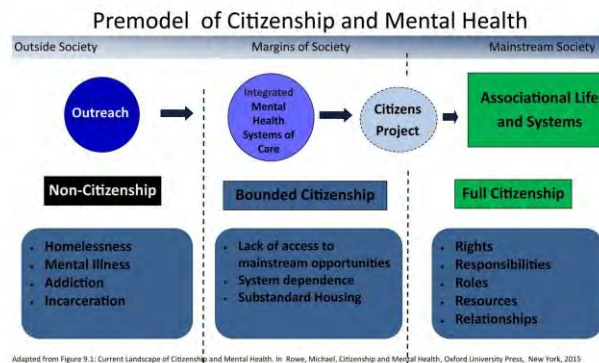 Premodel of Citizenship and Mental Health
Outside Society
Margins of Society
Mainstream Society
Outreach
Integrated
Mental
Health
Systems of
Care
Citizens
Project
Associational Life
and Systems
Non-Citizenship
Bounded Citizenship
Full Citizenship
• Homelessness
• Mental Illness
• Addiction
• Incarceration
• Lack of access to
mainstream opportunities
• System dependence
• Substandard Housing
• Rights
• Responsibilities
• Roles
• Resources
• Relationships
Adapted from Figure 9.1: Current Landscape of Citizenship and Mental Health. In Rowe, Michael, Citizenship and Mental Health, Oxford University Press, New York, 2015